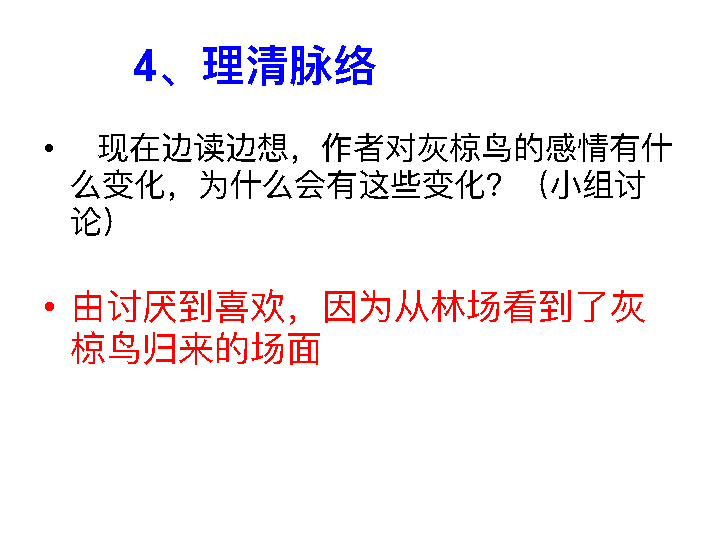 4、理清脉络
• 现在边读边想，作者对灰椋鸟的感情有什
么变化，为什么会有这些变化？（小组讨
论）
• 由讨厌到喜欢，因为从林场看到了灰
椋鸟归来的场面